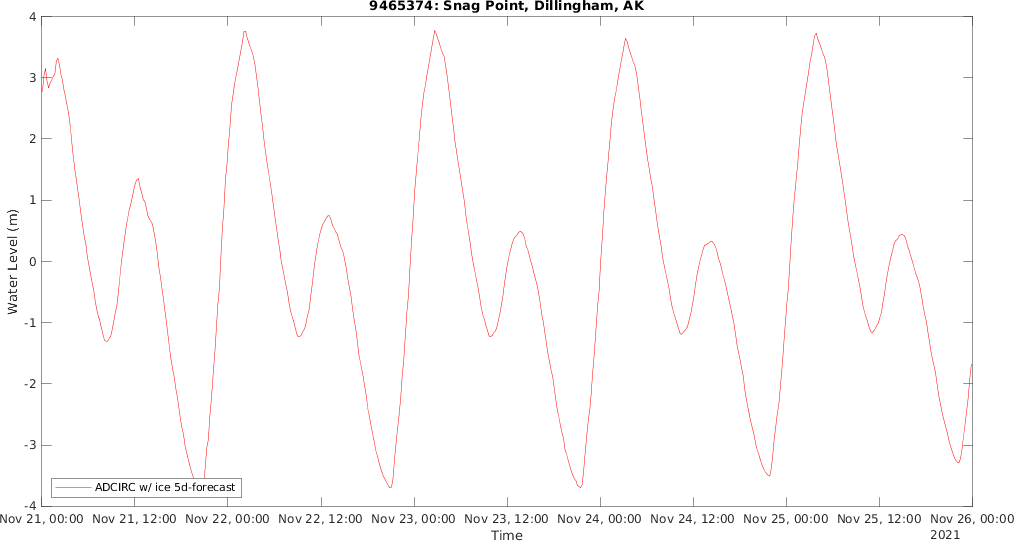 9465374: Snag Point, Dillingham, AK
Water Level (m)
4
3
2
1
0
-1
-2
-3
-4
ADCIRC w/ ice 5d-forecast
Nov 21, 00:00 Nov 21, 12:00 Nov 22, 00:00 Nov 22, 12:00 Nov 23, 00:00 Nov 23, 12:00 Nov 24, 00:00 Nov 24, 12:00 Nov 25, 00:00 Nov 25, 12:00 Nov 26, 00:00
Time
2021